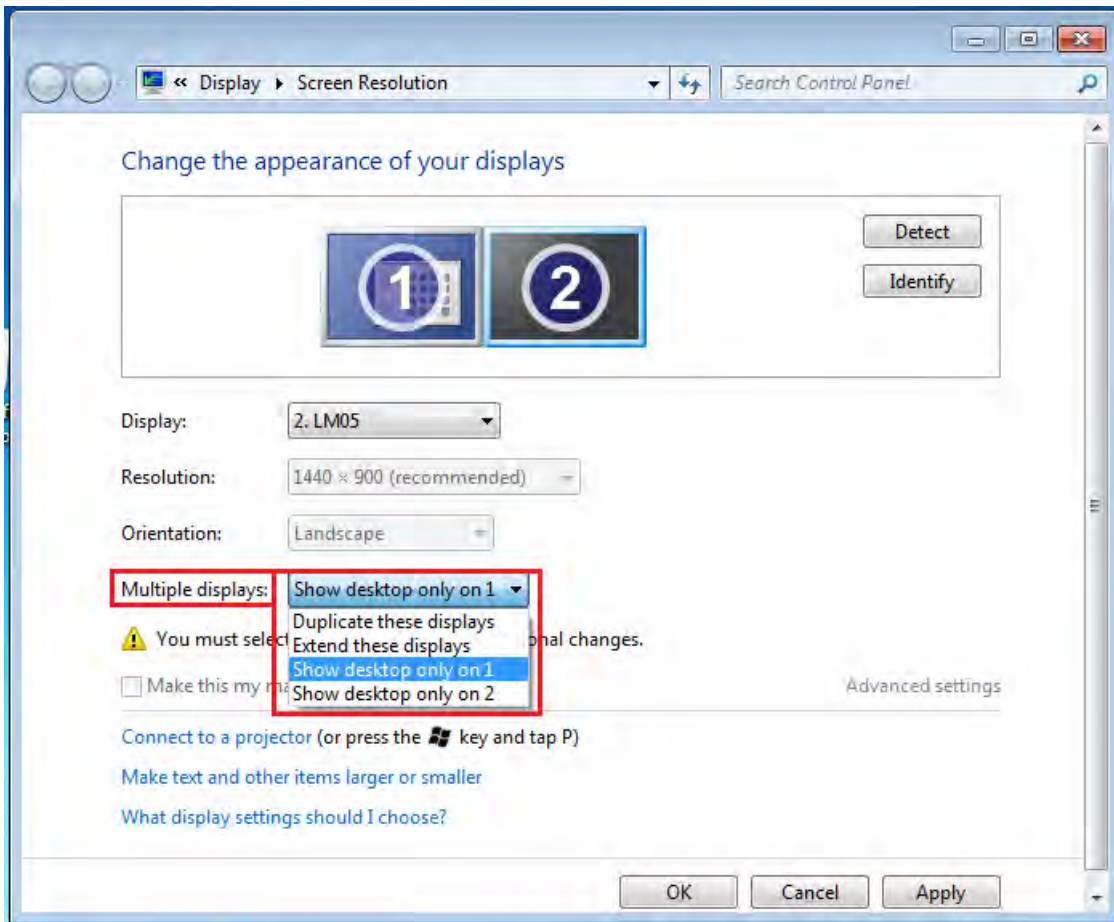 « Display ▸ Screen Resolution
Search Control Panel
Change the appearance of your displays
1
2
Detect
Identify
Display:
2. LM05
Resolution:
1440 × 900 (recommended)
Orientation:
Landscape
Multiple displays:
Show desktop only on 1
Duplicate these displays
You must select onal changes.
Extend these displays
Show desktop only on 1
Make this my ma
Show desktop only on 2
Advanced settings
Connect to a projector (or press the key and tap P)
Make text and other items larger or smaller
What display settings should I choose?
OK
Cancel
Apply